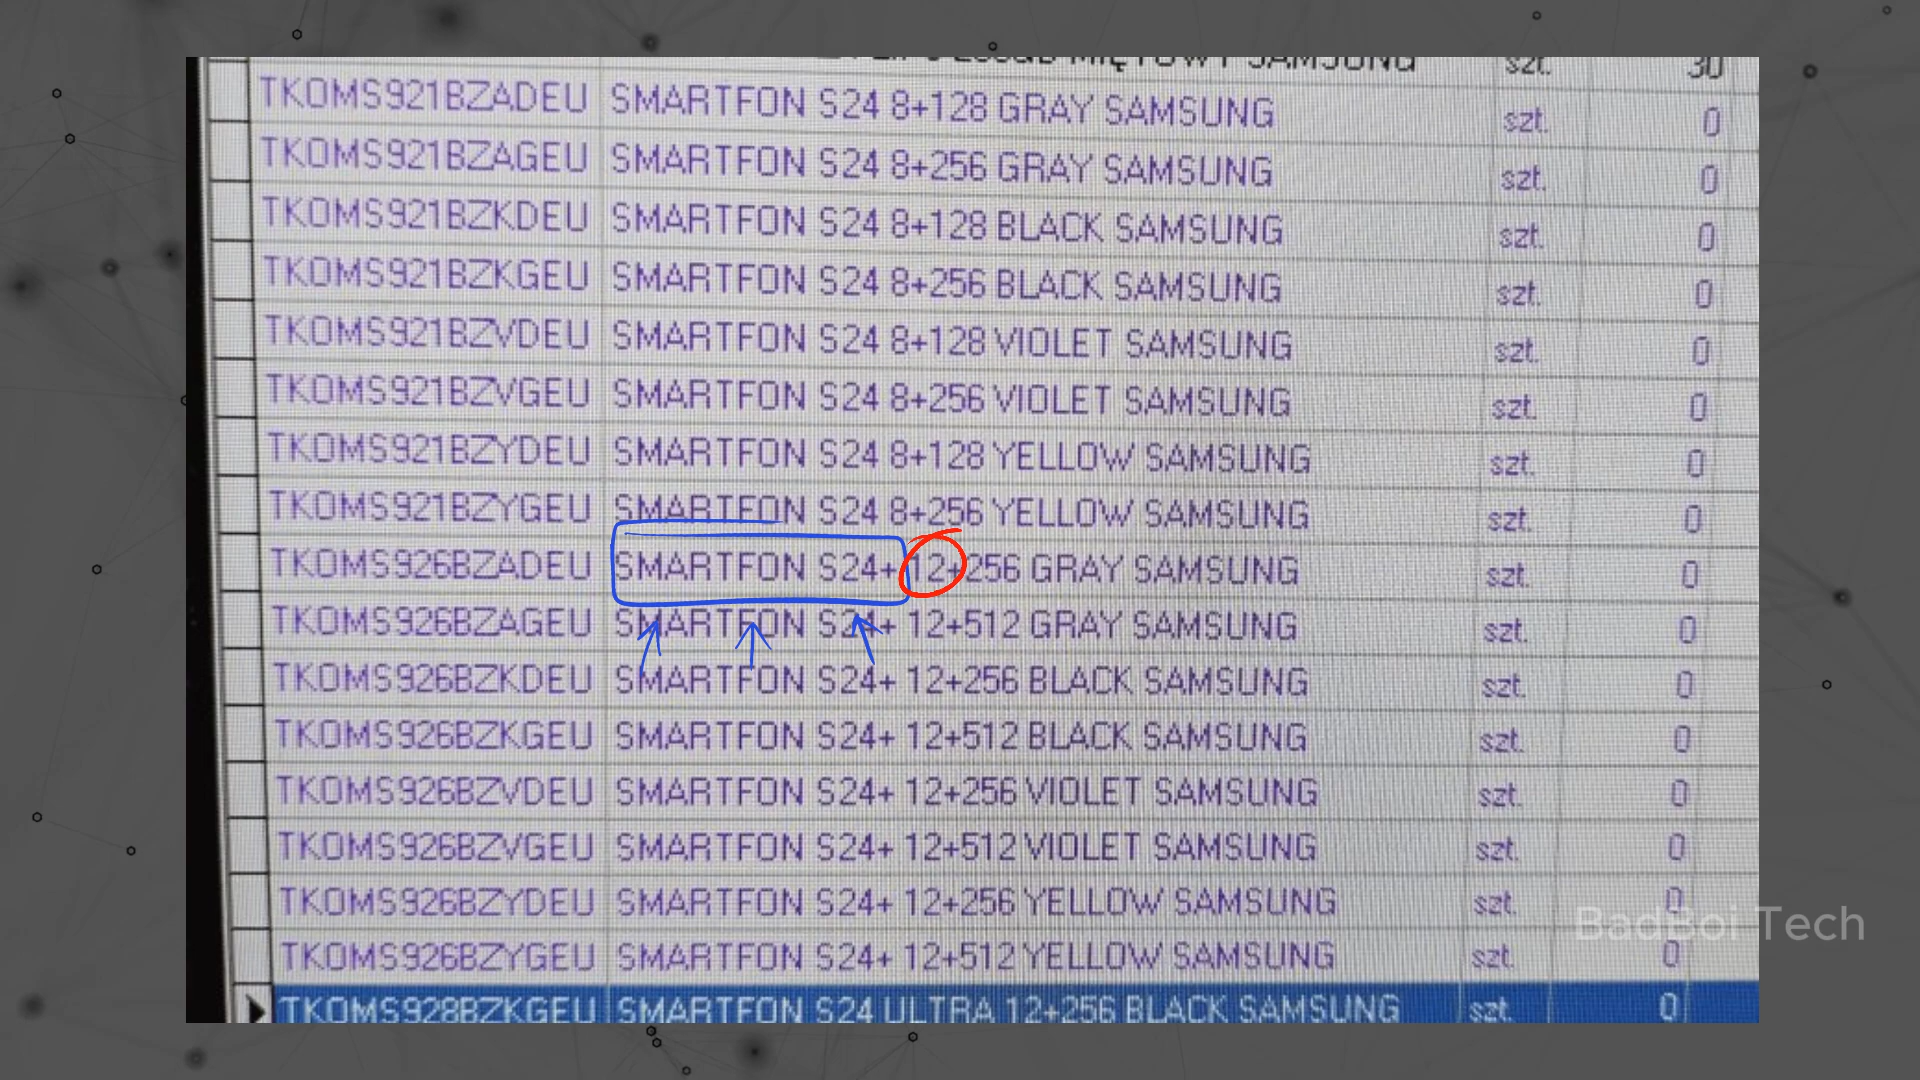 MIĘTOWY SAMSUNG szt. 30
TKOMS921BZADEU SMARTFON S24 8+128 GRAY SAMSUNG szt. 0
TKOMS921BZAGEU SMARTFON S24 8+256 GRAY SAMSUNG szt. 0
TKOMS921BZKDEU SMARTFON S24 8+128 BLACK SAMSUNG szt. 0
TKOMS921BZKGEU SMARTFON S24 8+256 BLACK SAMSUNG szt. 0
TKOMS921BZVDEU SMARTFON S24 8+128 VIOLET SAMSUNG szt. 0
TKOMS921BZVGEU SMARTFON S24 8+256 VIOLET SAMSUNG szt. 0
TKOMS921BZYDEU SMARTFON S24 8+128 YELLOW SAMSUNG szt. 0
TKOMS921BZYGEU SMARTFON S24 8+256 YELLOW SAMSUNG szt. 0
TKOMS926BZADEU SMARTFON S24+ 12+256 GRAY SAMSUNG szt. 0
TKOMS926BZAGEU SMARTFON S24+ 12+512 GRAY SAMSUNG szt. 0
TKOMS926BZKDEU SMARTFON S24+ 12+256 BLACK SAMSUNG szt. 0
TKOMS926BZKGEU SMARTFON S24+ 12+512 BLACK SAMSUNG szt. 0
TKOMS926BZVDEU SMARTFON S24+ 12+256 VIOLET SAMSUNG szt. 0
TKOMS926BZVGEU SMARTFON S24+ 12+512 VIOLET SAMSUNG szt. 0
TKOMS926BZYDEU SMARTFON S24+ 12+256 YELLOW SAMSUNG szt. 0
BadBoi Tech
TKOMS926BZYGEU SMARTFON S24+ 12+512 YELLOW SAMSUNG szt. 0
TKOMS928BZKGEU SMARTFON S24 ULTRA 12+256 BLACK SAMSUNG szt. 0